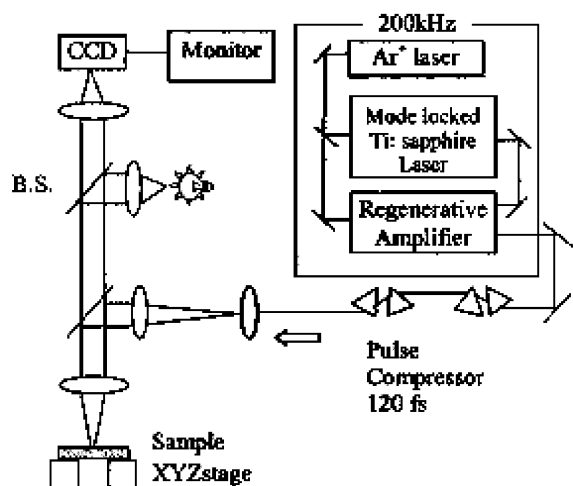 200kHz
CCD
Monitor
Ar+ laser
Mode locked
Ti: sapphire
Laser
B.S.
Regenerative
Amplifier
Pulse
Compressor
120 fs
Sample
XYZstage